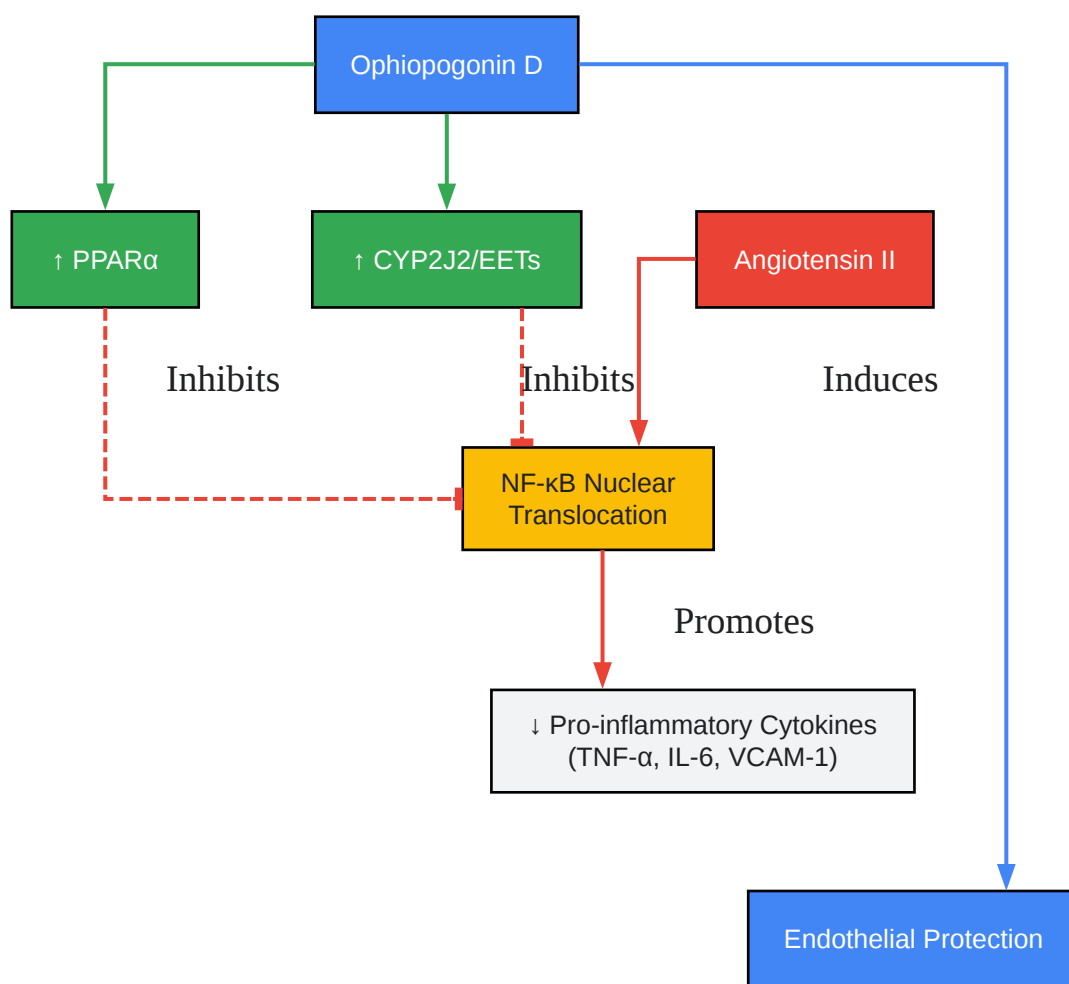 Ophiopogonin D
↑ PPARα
↑ CYP2J2/EETs
Angiotensin II
Inhibits
Inhibits
Induces
NF-κB Nuclear
Translocation
Promotes
↓ Pro-inflammatory Cytokines
(TNF-α, IL-6, VCAM-1)
Endothelial Protection